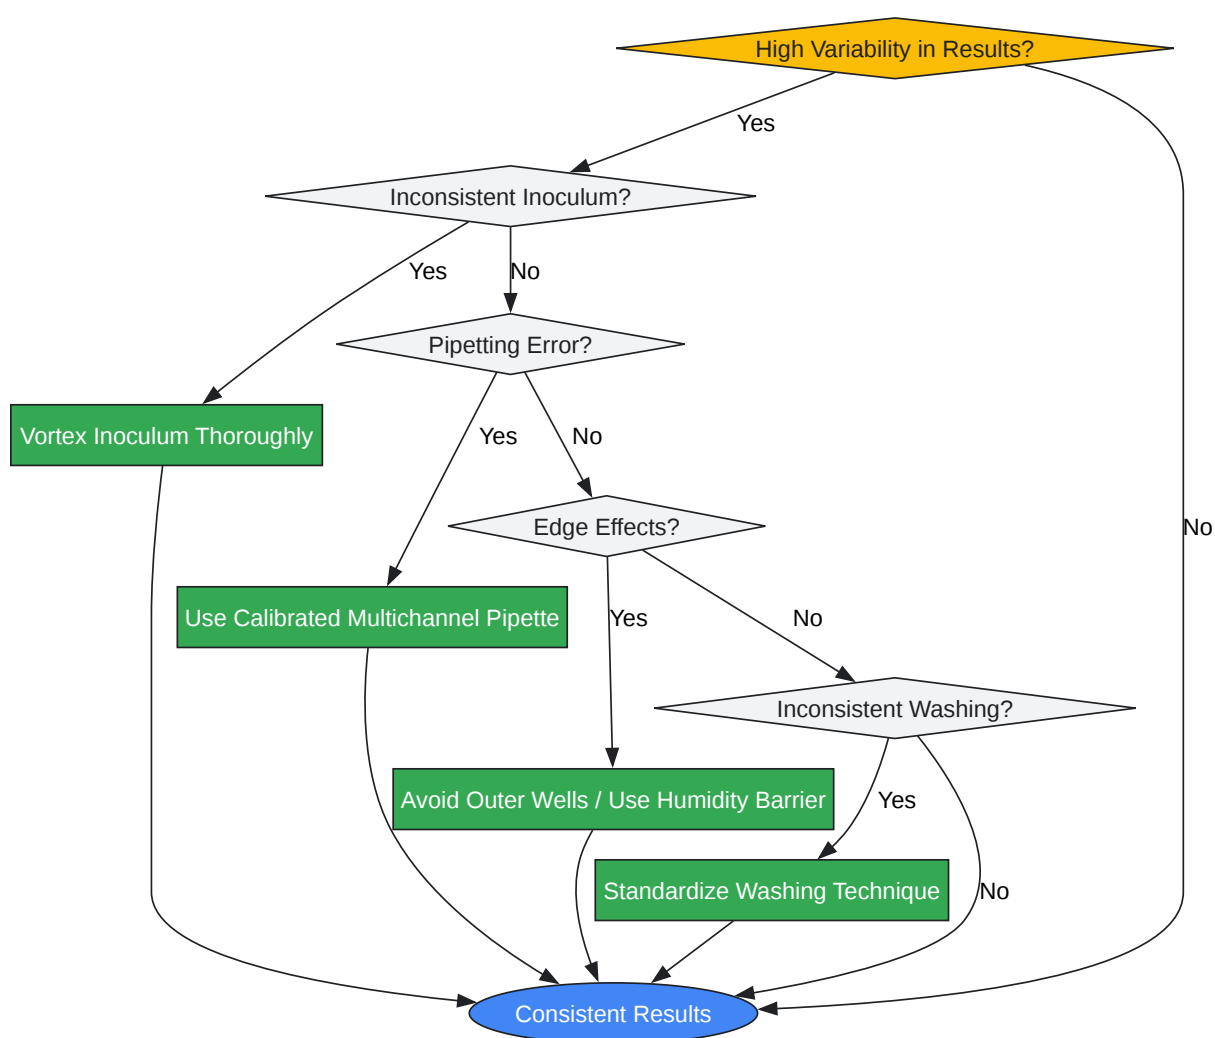 High Variability in Results?
Yes
Inconsistent Inoculum?
Yes
No
Pipetting Error?
Vortex Inoculum Thoroughly
Yes
No
Edge Effects?
No
Use Calibrated Multichannel Pipette
Yes
No
Inconsistent Washing?
Avoid Outer Wells / Use Humidity Barrier
Yes
Standardize Washing Technique
No
Consistent Results